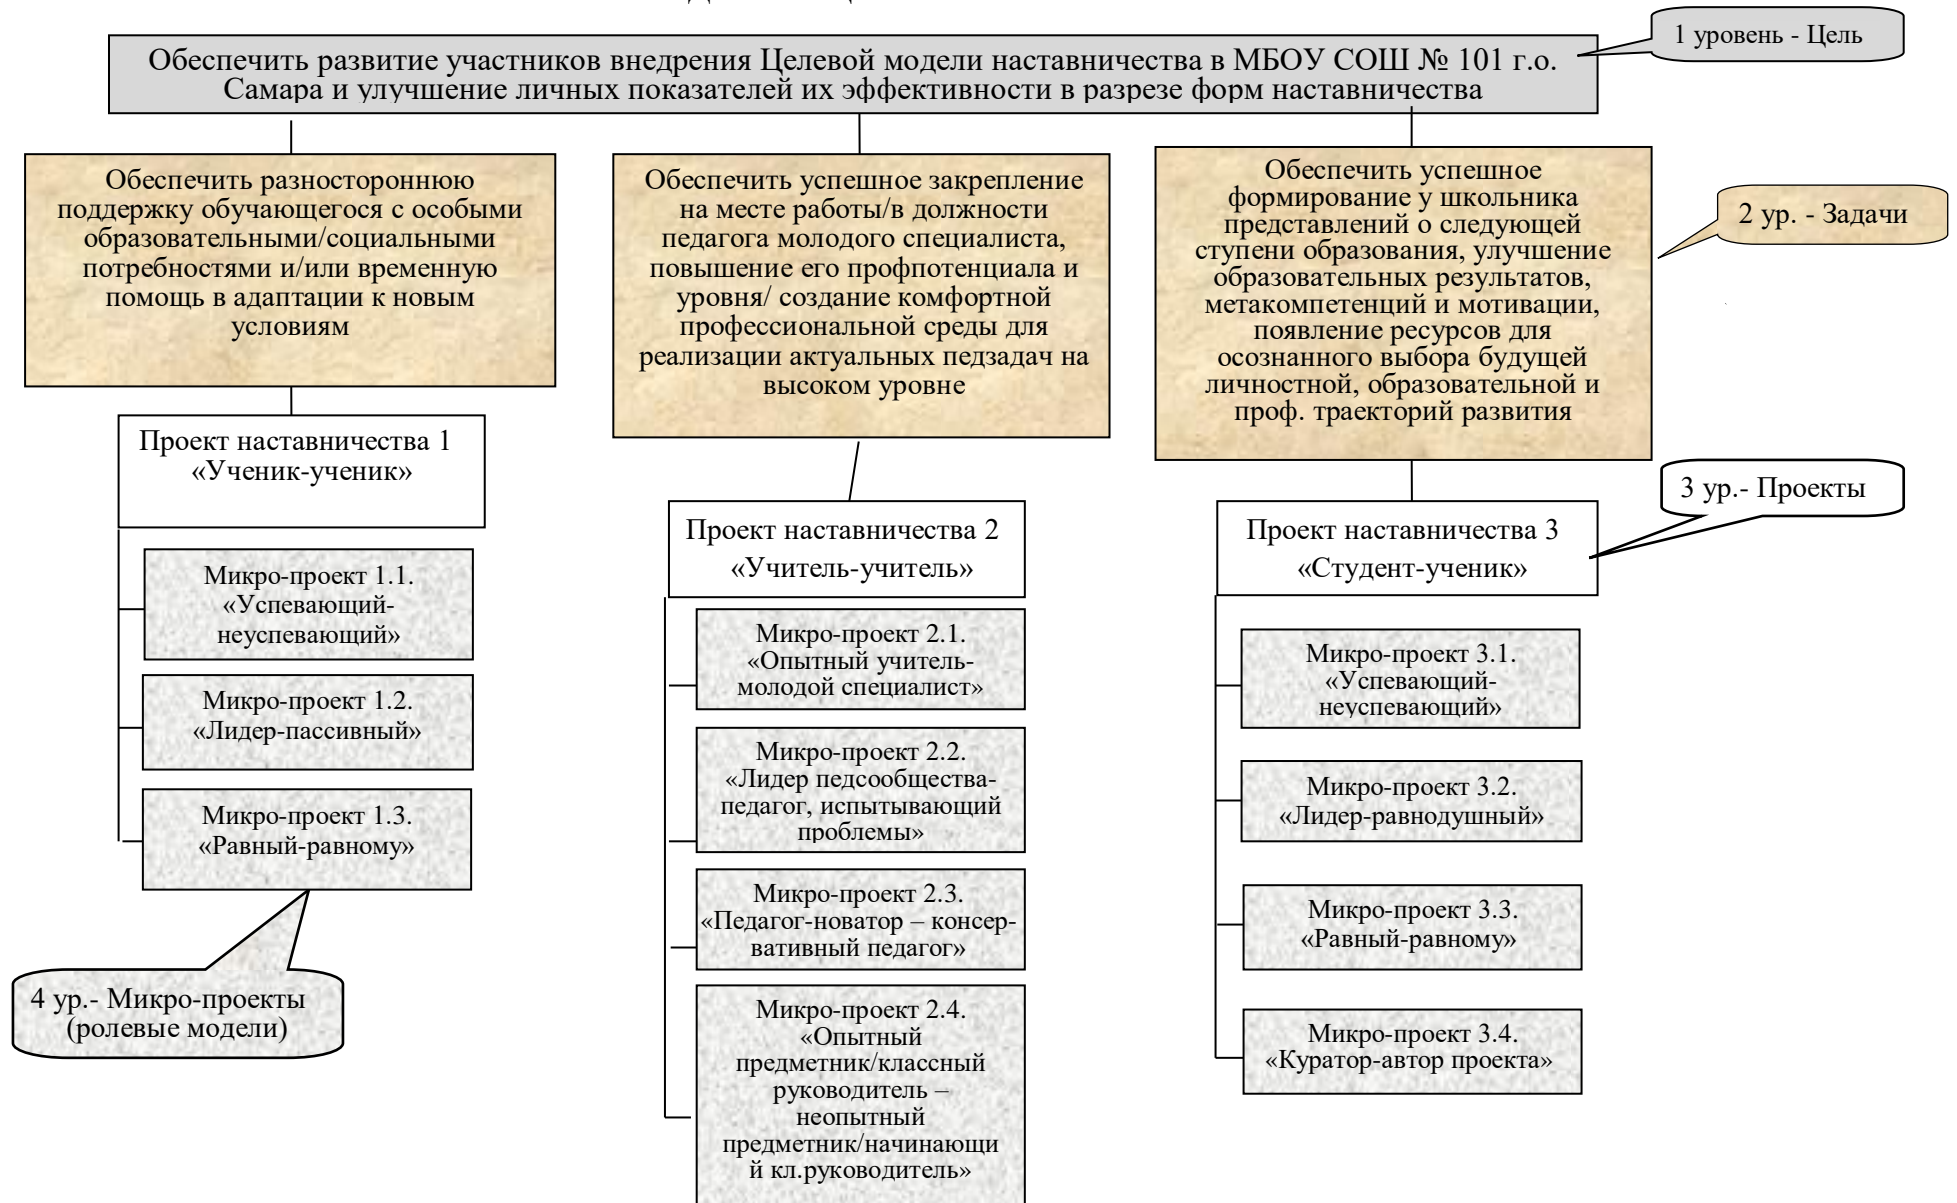 1 уровень - Цель
Обеспечить развитие участников внедрения Целевой модели наставничества в МБОУ СОШ № 101 г.о.
Самара и улучшение личных показателей их эффективности в разрезе форм наставничества
Обеспечить разностороннюю
поддержку обучающегося с особыми
образовательными/социальными
потребностями и/или временную
помощь в адаптации к новым
условиям
Обеспечить успешное закрепление
на месте работы/в должности
педагога молодого специалиста,
повышение его профпотенциала и
уровня/ создание комфортной
профессиональной среды для
реализации актуальных педзадач на
высоком уровне
Обеспечить успешное
формирование у школьника
представлений о следующей
ступени образования, улучшение
образовательных результатов,
метакомпетенций и мотивации,
появление ресурсов для
осознанного выбора будущей
личностной, образовательной и
проф. траекторий развития
2 ур. - Задачи
Проект наставничества 1
«Ученик-ученик»
Проект наставничества 2
«Учитель-учитель»
Проект наставничества 3
«Студент-ученик»
3 ур.- Проекты
Микро-проект 1.1.
«Успевающий-
неуспевающий»
Микро-проект 1.2.
«Лидер-пассивный»
Микро-проект 1.3.
«Равный-равному»
4 ур.- Микро-проекты
(ролевые модели)
Микро-проект 2.1.
«Опытный учитель-
молодой специалист»
Микро-проект 2.2.
«Лидер педсообщества-
педагог, испытывающий
проблемы»
Микро-проект 2.3.
«Педагог-новатор – консер-
вативный педагог»
Микро-проект 2.4.
«Опытный
предметник/классный
руководитель –
неопытный
предметник/начинающи
й кл.руководитель»
Микро-проект 3.1.
«Успевающий-
неуспевающий»
Микро-проект 3.2.
«Лидер-равнодушный»
Микро-проект 3.3.
«Равный-равному»
Микро-проект 3.4.
«Куратор-автор проекта»